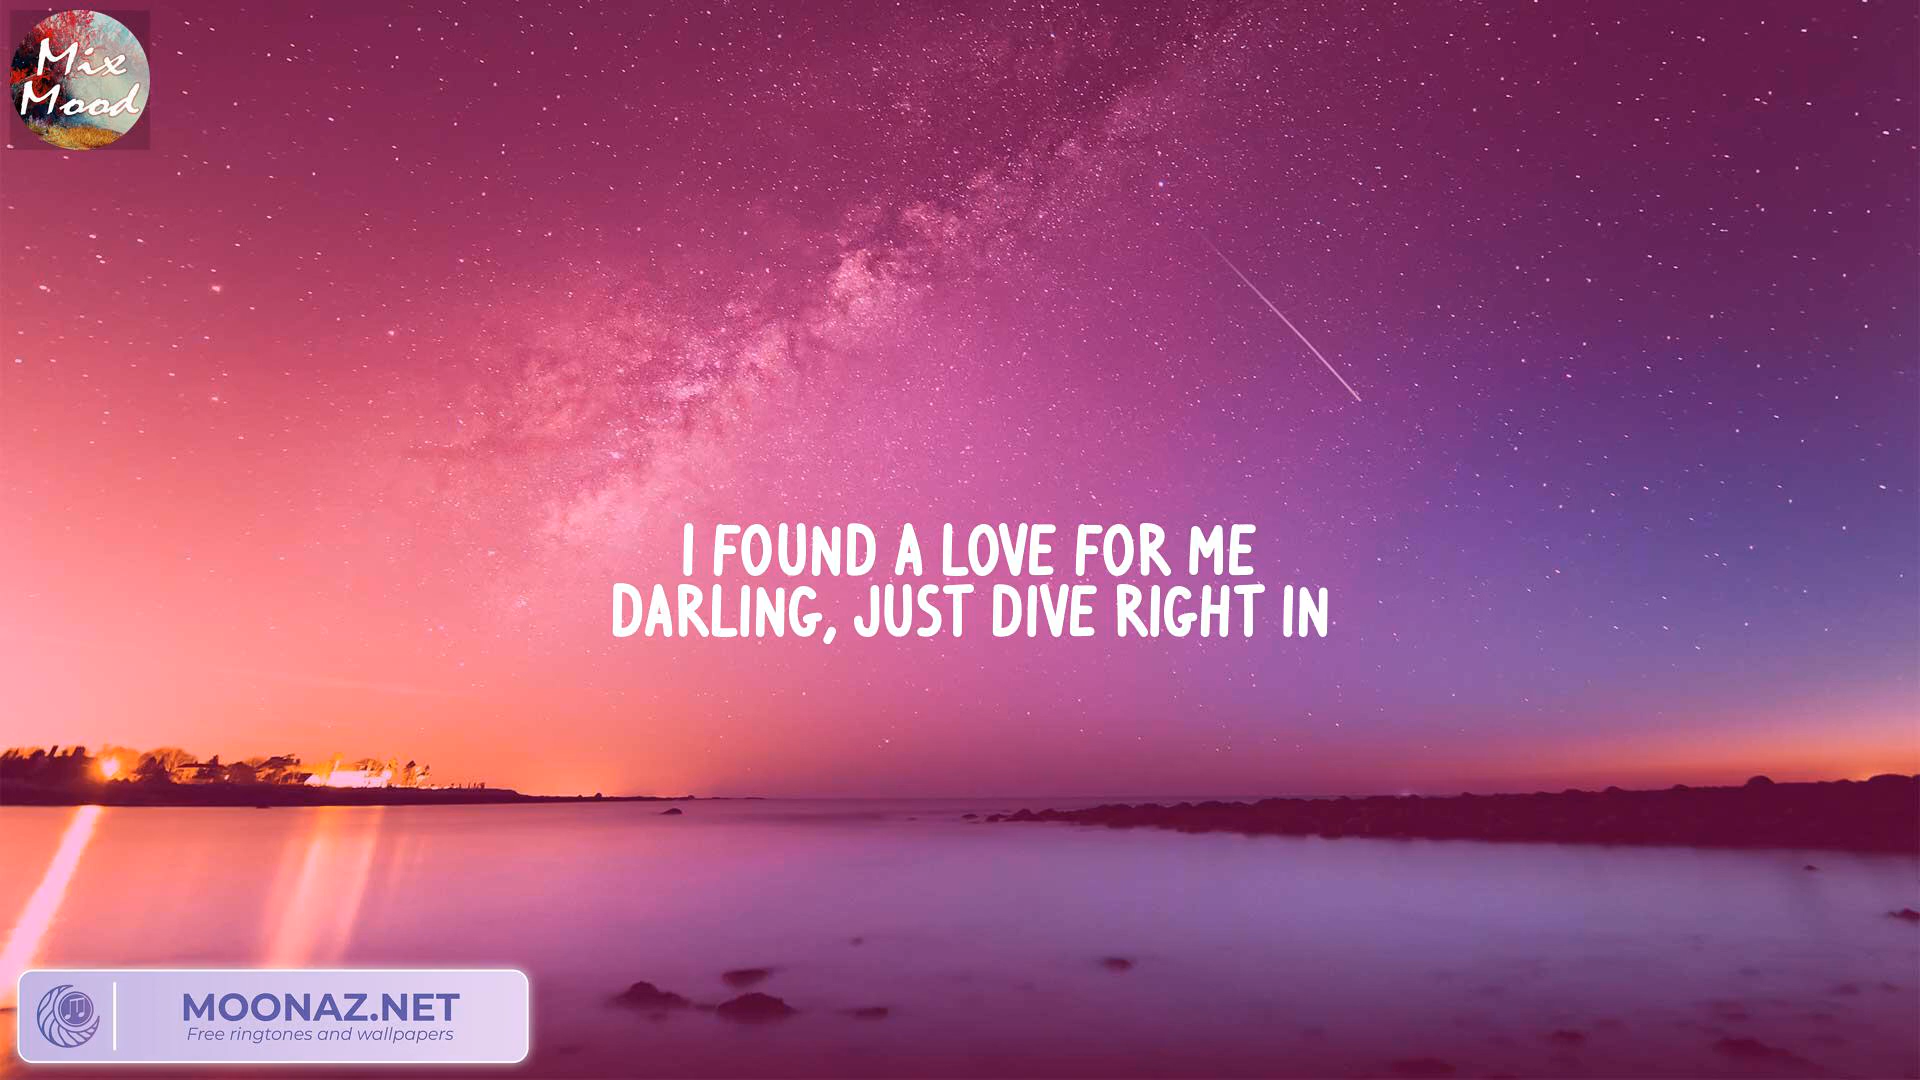 Mix
Mood
I FOUND A LOVE FOR ME
DARLING, JUST DIVE RIGHT IN
MOONAZ.NET
Free ringtones and wallpapers